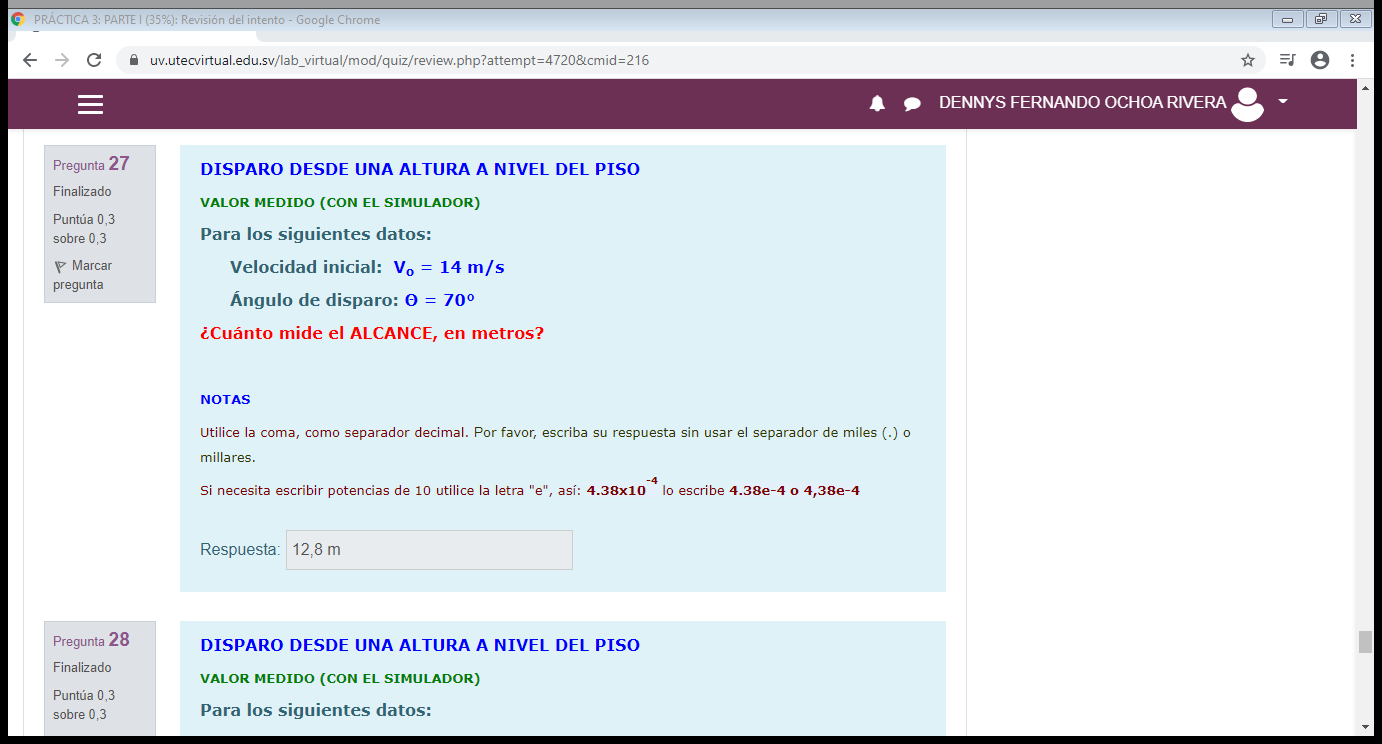 PRÁCTICA 3: PARTE I (35%): Revisión del intento - Google Chrome
uv.utecvirtual.edu.sv/lab_virtual/mod/quiz/review.php?attempt=4720&cmid=216
DENNYS FERNANDO OCHOA RIVERA
Pregunta 27
Finalizado
Puntúa 0,3
sobre 0,3
Marcar
pregunta
DISPARO DESDE UNA ALTURA A NIVEL DEL PISO
VALOR MEDIDO (CON EL SIMULADOR)
Para los siguientes datos:
Velocidad inicial: Vo = 14 m/s
Ángulo de disparo: Θ = 70º
¿Cuánto mide el ALCANCE, en metros?
NOTAS
Utilice la coma, como separador decimal. Por favor, escriba su respuesta sin usar el separador de miles (.) o
millares.
Si necesita escribir potencias de 10 utilice la letra "e", así: 4.38x10-4 lo escribe 4.38e-4 o 4,38e-4
Respuesta: 12,8 m
Pregunta 28
Finalizado
Puntúa 0,3
sobre 0,3
DISPARO DESDE UNA ALTURA A NIVEL DEL PISO
VALOR MEDIDO (CON EL SIMULADOR)
Para los siguientes datos: